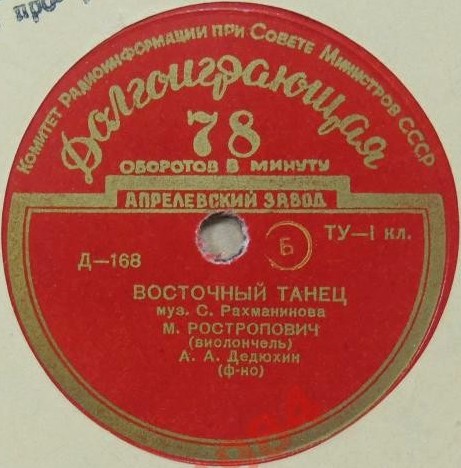 Комитет Радиоинформации при Совете Министров СССР
Долгоиграющая
78
ОБОРОТОВ В МИНУТУ
АПРЕЛЕВСКИЙ ЗАВОД
Б
ТУ—I кл.
Д—168
ВОСТОЧНЫЙ ТАНЕЦ
муз. С. Рахманинова
М. РОСТРОПОВИЧ
(виолончель)
А. А. Дедюхин
(ф-но)